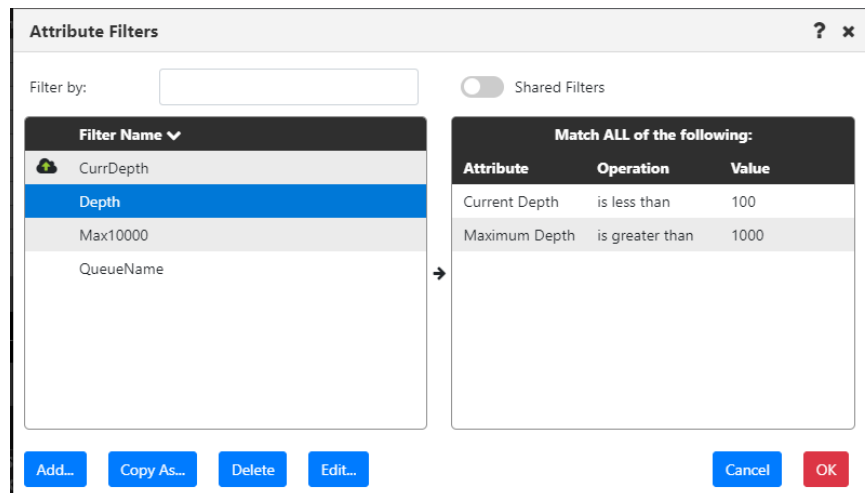 Attribute Filters ? ×
Filter by:
Shared Filters
Filter Name
CurrDepth
Depth
Max10000
QueueName
Match ALL of the following:
Attribute Operation Value
Current Depth is less than 100
Maximum Depth is greater than 1000
Add... Copy As... Delete Edit... Cancel OK